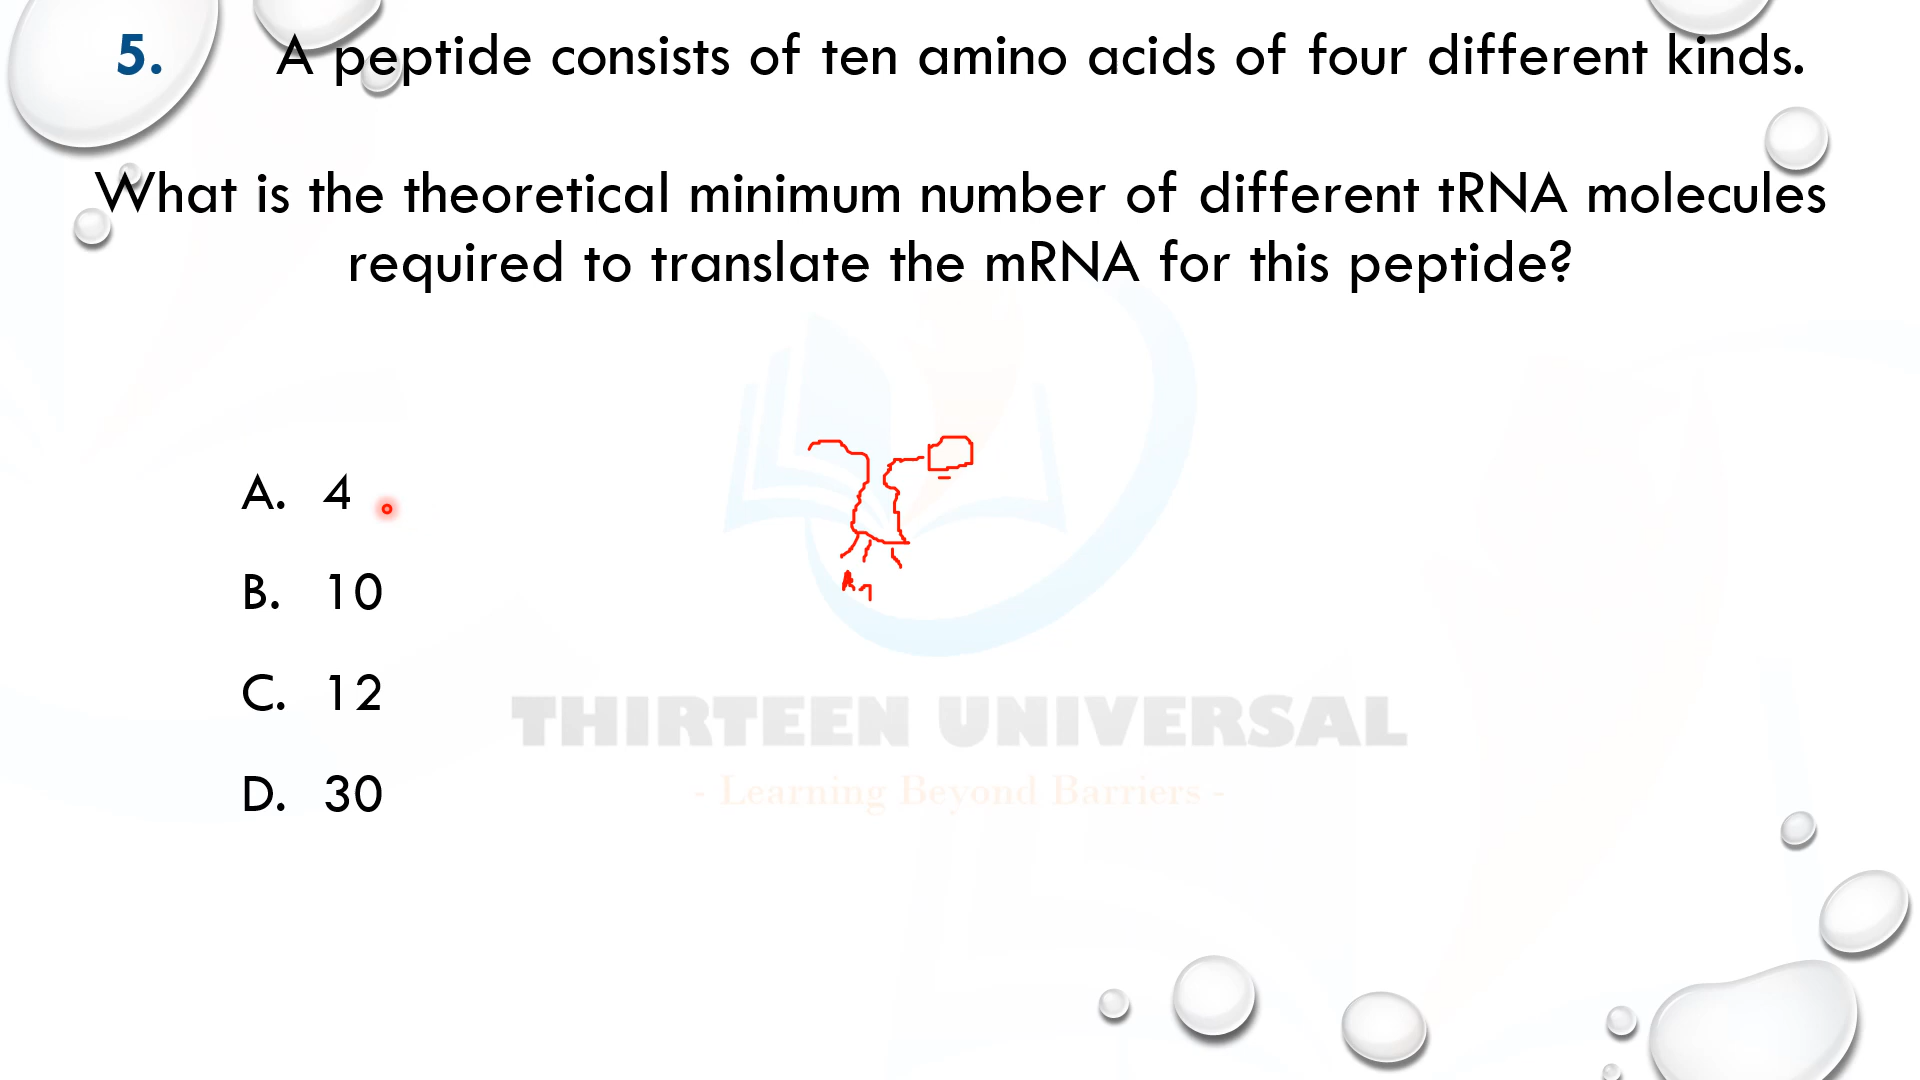 5. A peptide consists of ten amino acids of four different kinds.
What is the theoretical minimum number of different tRNA molecules
required to translate the mRNA for this peptide?
A. 4
B. 10
C. 12
D. 30
THIRTEEN UNIVERSAL
- Learning Beyond Barriers -